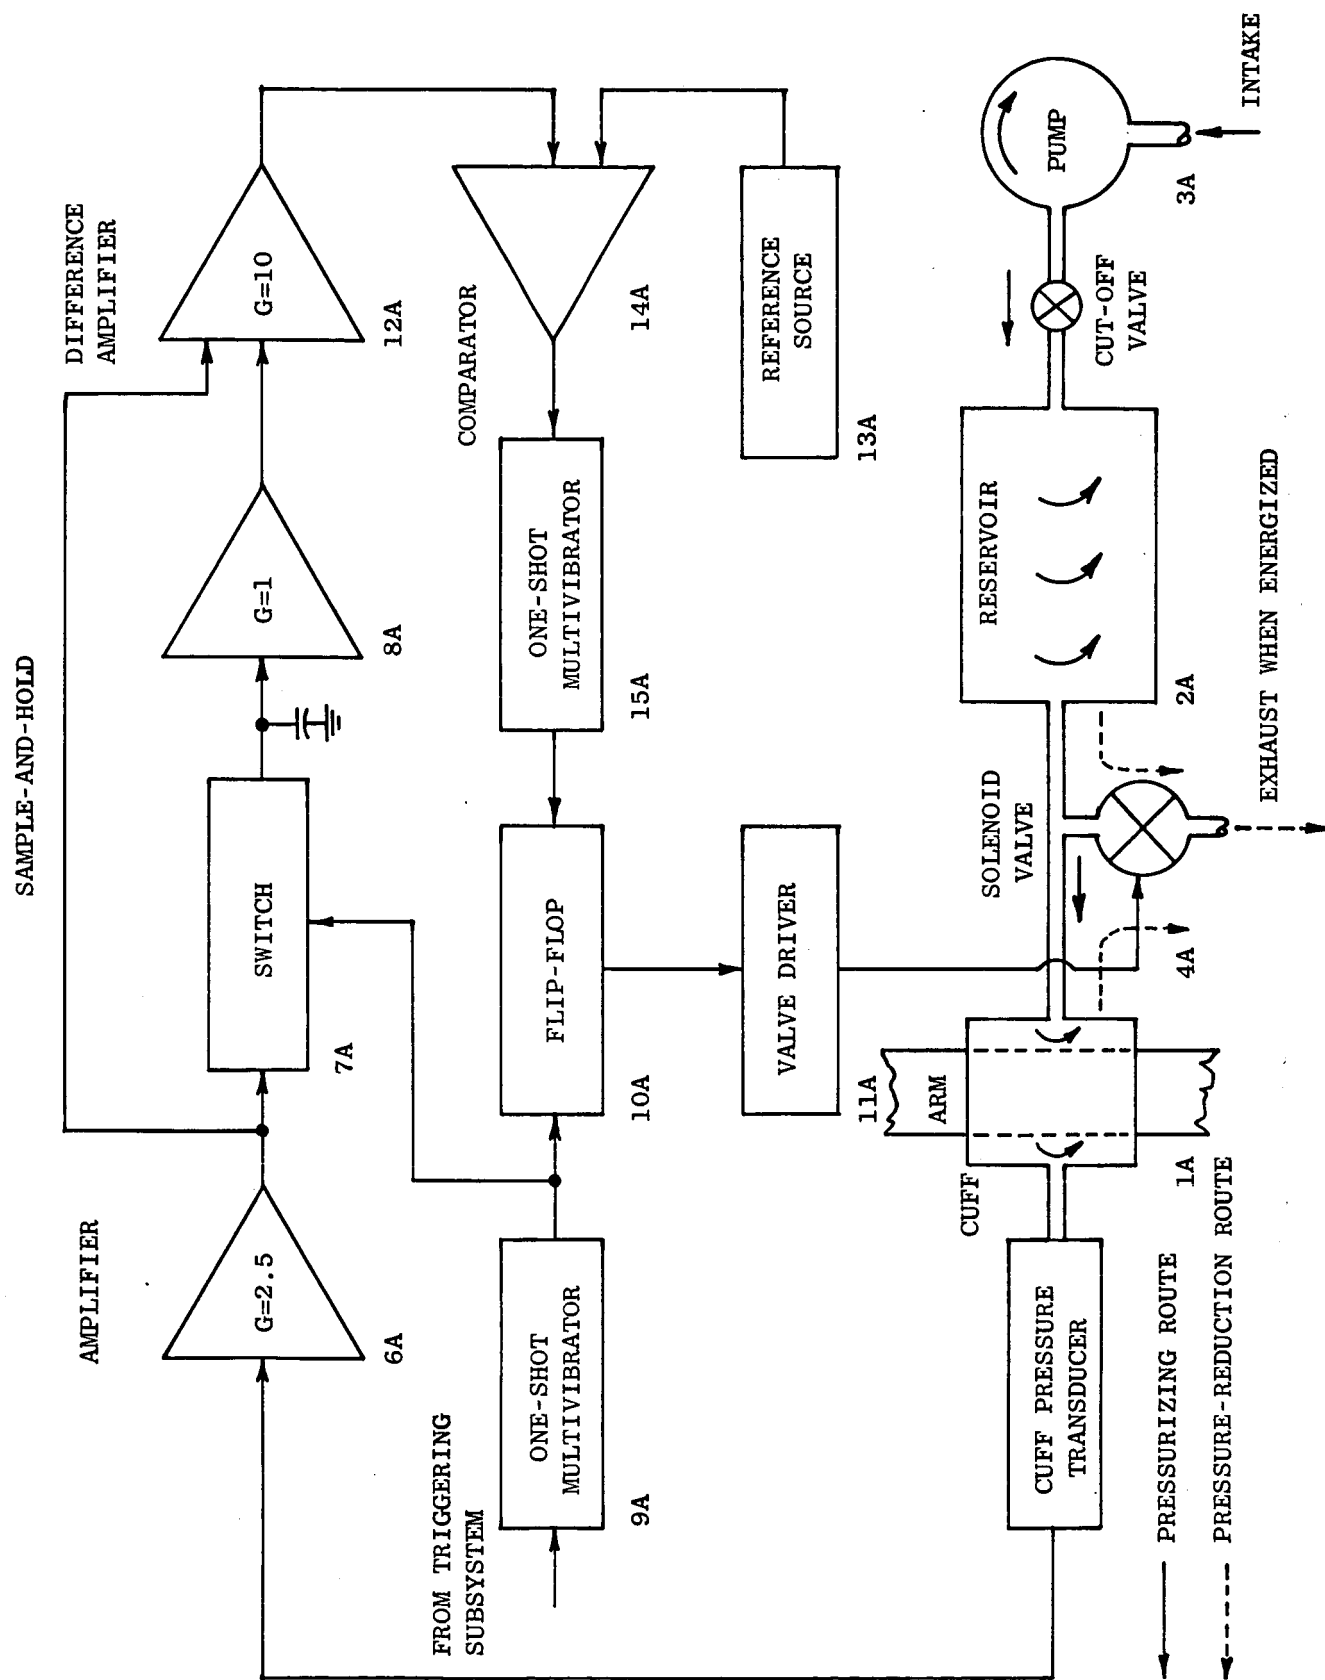 SAMPLE-AND-HOLD
AMPLIFIER
G=2.5
6A
SWITCH
7A
G=1
8A
DIFFERENCE
AMPLIFIER
G=10
12A
FROM TRIGGERING
SUBSYSTEM
ONE-SHOT
MULTIVIBRATOR
9A
FLIP-FLOP
10A
ONE-SHOT
MULTIVIBRATOR
15A
COMPARATOR
14A
VALVE DRIVER
11A
REFERENCE
SOURCE
13A
CUFF PRESSURE
TRANSDUCER
CUFF
ARM
1A
SOLENOID
VALVE
4A
RESERVOIR
2A
CUT-OFF
VALVE
PUMP
3A
INTAKE
EXHAUST WHEN ENERGIZED
PRESSURIZING ROUTE
PRESSURE-REDUCTION ROUTE